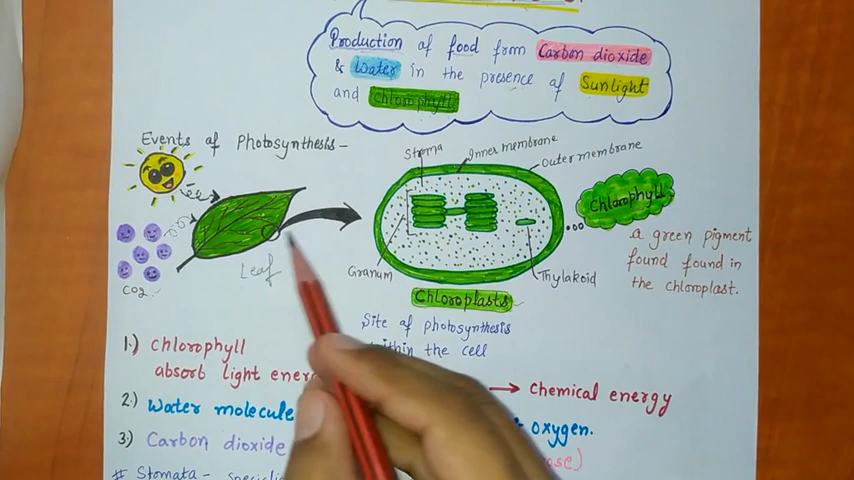 Production of food from Carbon dioxide
& Water in the presence of Sunlight
and chlorophyll
Events of Photosynthesis -
Stroma
Inner membrane
Outer membrane
Chlorophyll
a green pigment
found found in
the chloroplast.
Leaf
CO2
Granum
Thylakoid
Chloroplasts
Site of photosynthesis
within the cell
1.) Chlorophyll
absorb light
→ Chemical energy
2.) Water molecule
oxygen.
3.) Carbon dioxide
# Stomata -